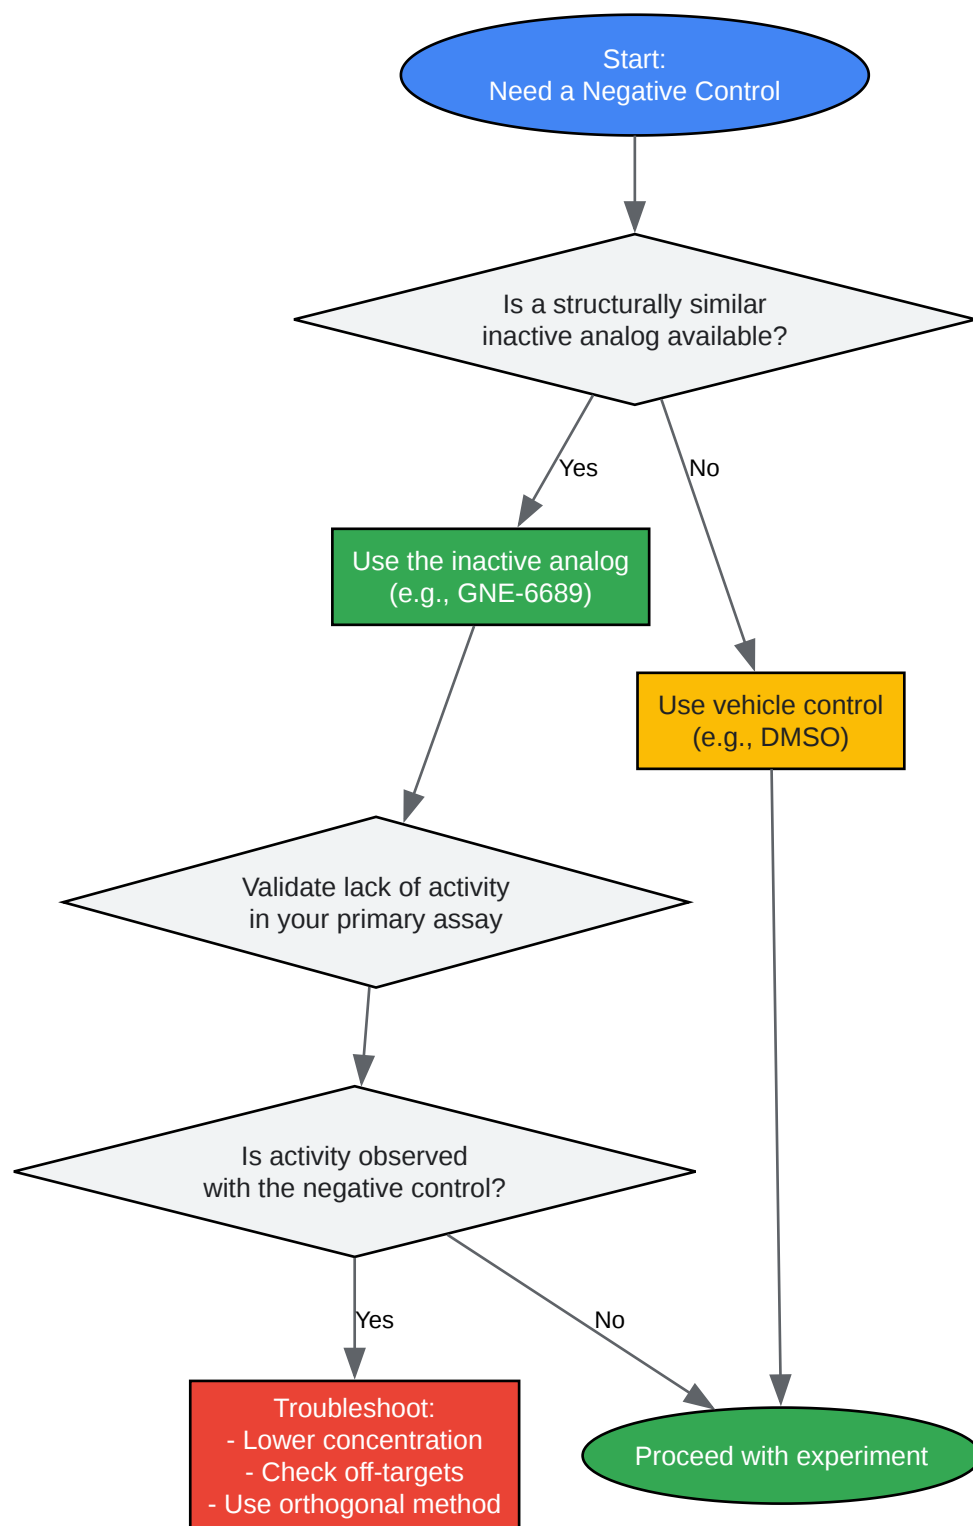 Start:
Need a Negative Control
Is a structurally similar
inactive analog available?
Yes
No
Use the inactive analog
(e.g., GNE-6689)
Use vehicle control
(e.g., DMSO)
Validate lack of activity
in your primary assay
Is activity observed
with the negative control?
Yes
No
Troubleshoot:
- Lower concentration
- Check off-targets
- Use orthogonal method
Proceed with experiment